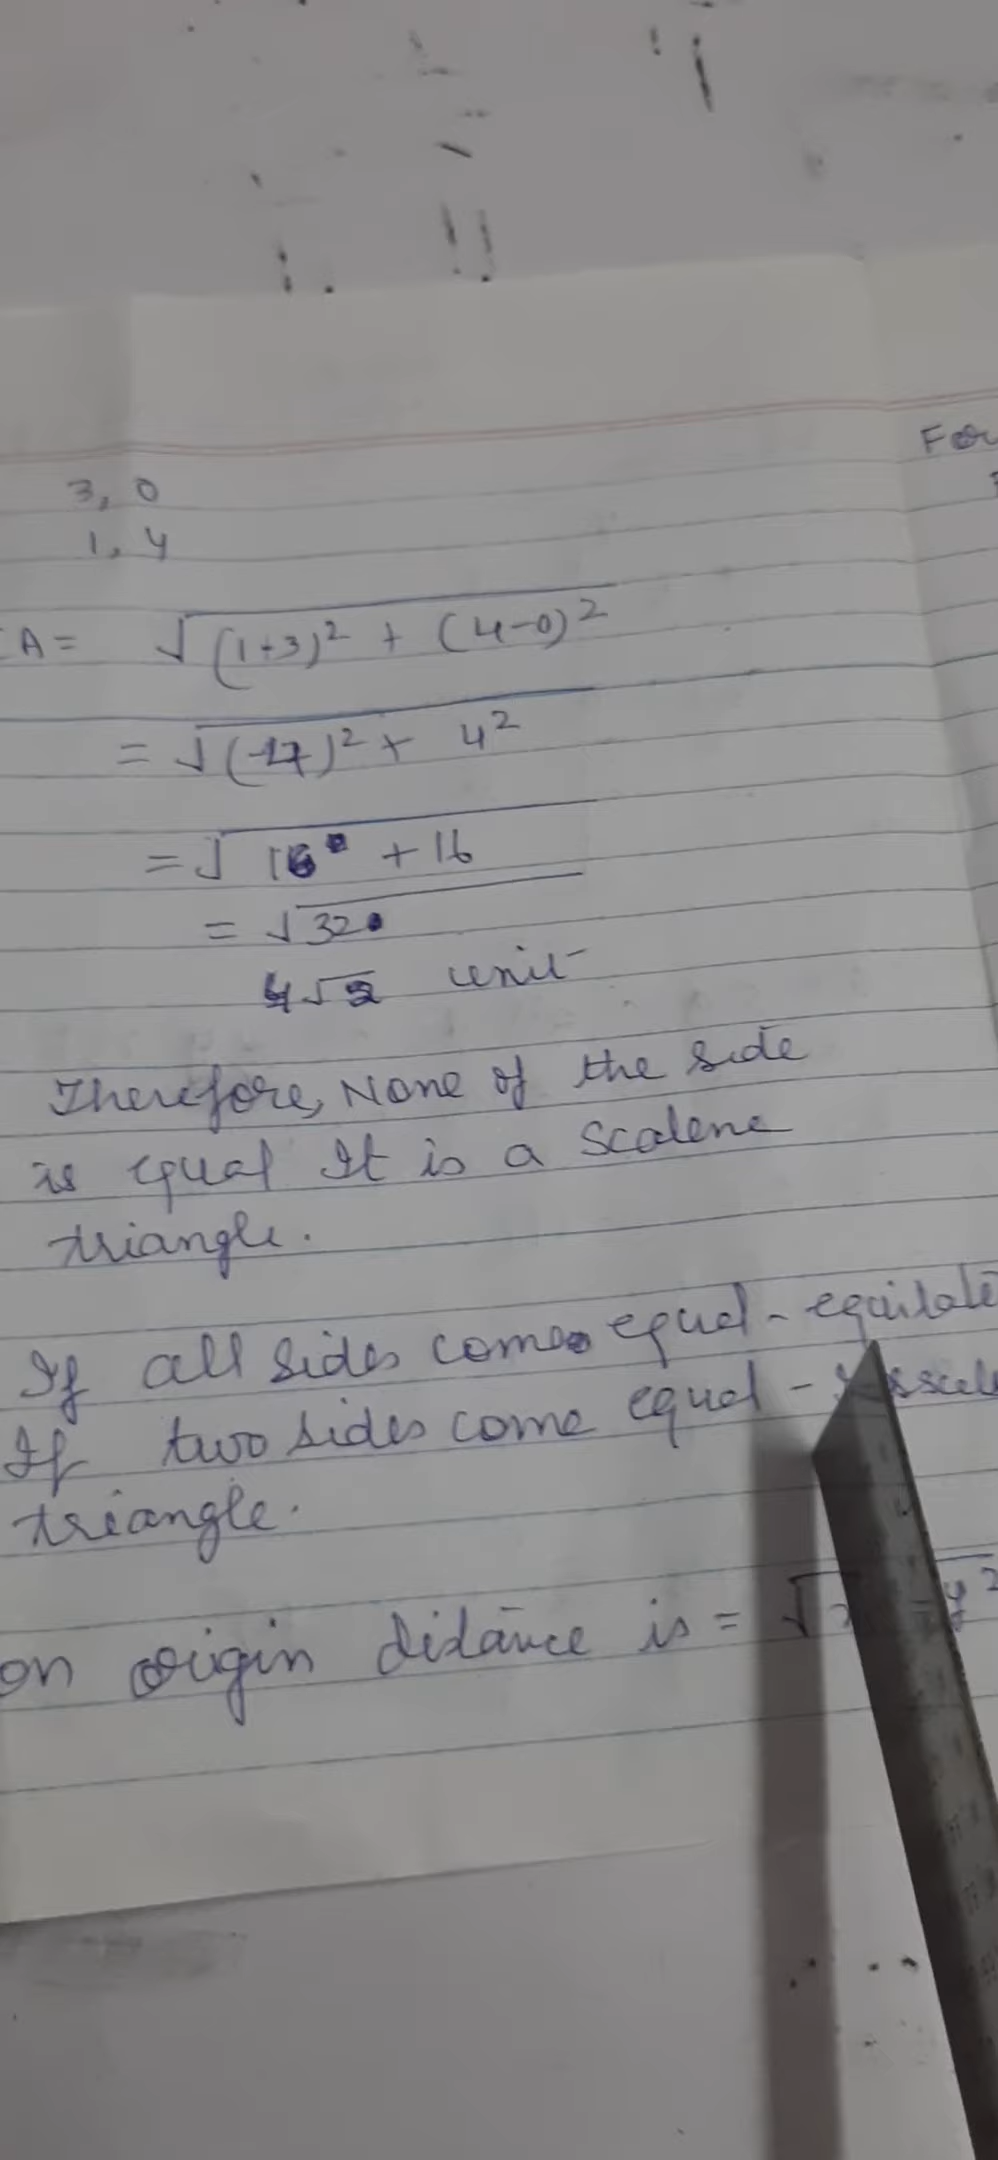 For
3, 0
1, 4
CA = √(1+3)² + (4-0)²
= √(-4)² + 4²
= √16 + 16
= √32
4√2 unit
Therefore, None of the side
is equal It is a scalene
triangle.
If all sides come equal - equilate
If two sides come equal -
triangle.
on origin distance is = √ y²